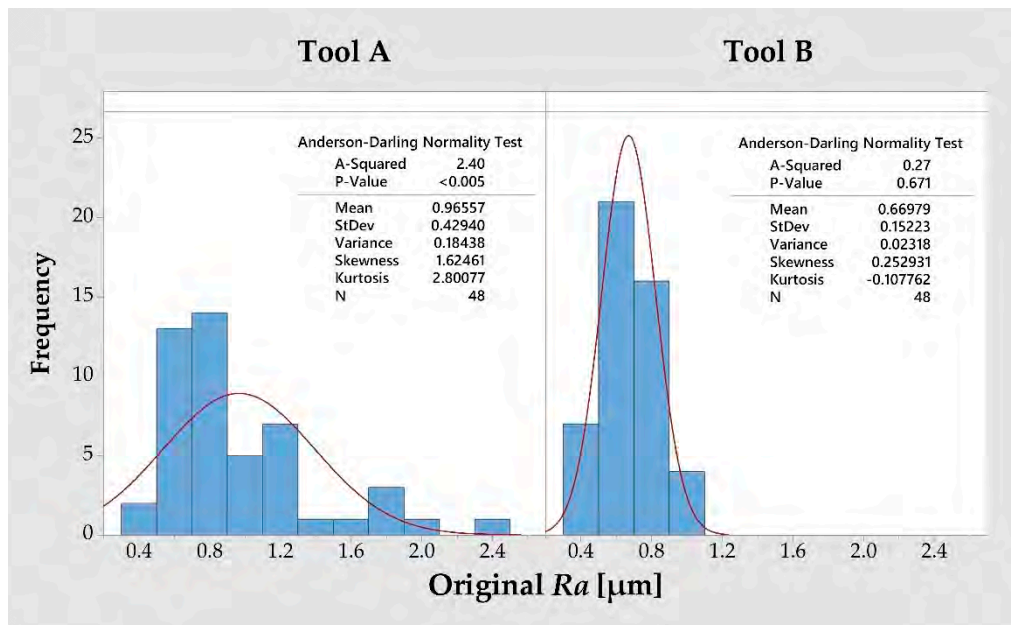 Tool A
Tool B
Anderson-Darling Normality Test
A-Squared 2.40
P-Value <0.005
Mean 0.96557
StDev 0.42940
Variance 0.18438
Skewness 1.62461
Kurtosis 2.80077
N 48
Anderson-Darling Normality Test
A-Squared 0.27
P-Value 0.671
Mean 0.66979
StDev 0.15223
Variance 0.02318
Skewness 0.252931
Kurtosis -0.107762
N 48
Frequency
25
20
15
10
5
0
0.4 0.8 1.2 1.6 2.0 2.4
0.4 0.8 1.2 1.6 2.0 2.4
Original Ra [μm]